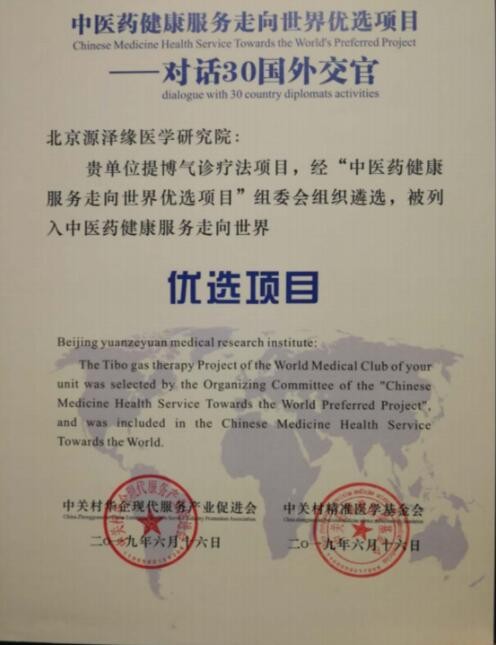 中医药健康服务走向世界优选项目
Chinese Medicine Health Service Towards the World's Preferred Project
——对话30国外交官
dialogue with 30 country diplomats activities
北京源泽缘医学研究院：
贵单位提博气诊疗法项目，经“中医药健康
服务走向世界优选项目”组委会组织遴选，被列
入中医药健康服务走向世界
优选项目
Beijing yuanzeyuan medical research institute:
The Tibo gas therapy Project of the World Medical Club of your
unit was selected by the Organizing Committee of the "Chinese
Medicine Health Service Towards the World Preferred Project",
and was included in the Chinese Medicine Health Service
Towards the World.
中关村华企现代服务产业促进会
二〇一九年六月十六日
中关村精准医学基金会
二〇一九年六月十六日